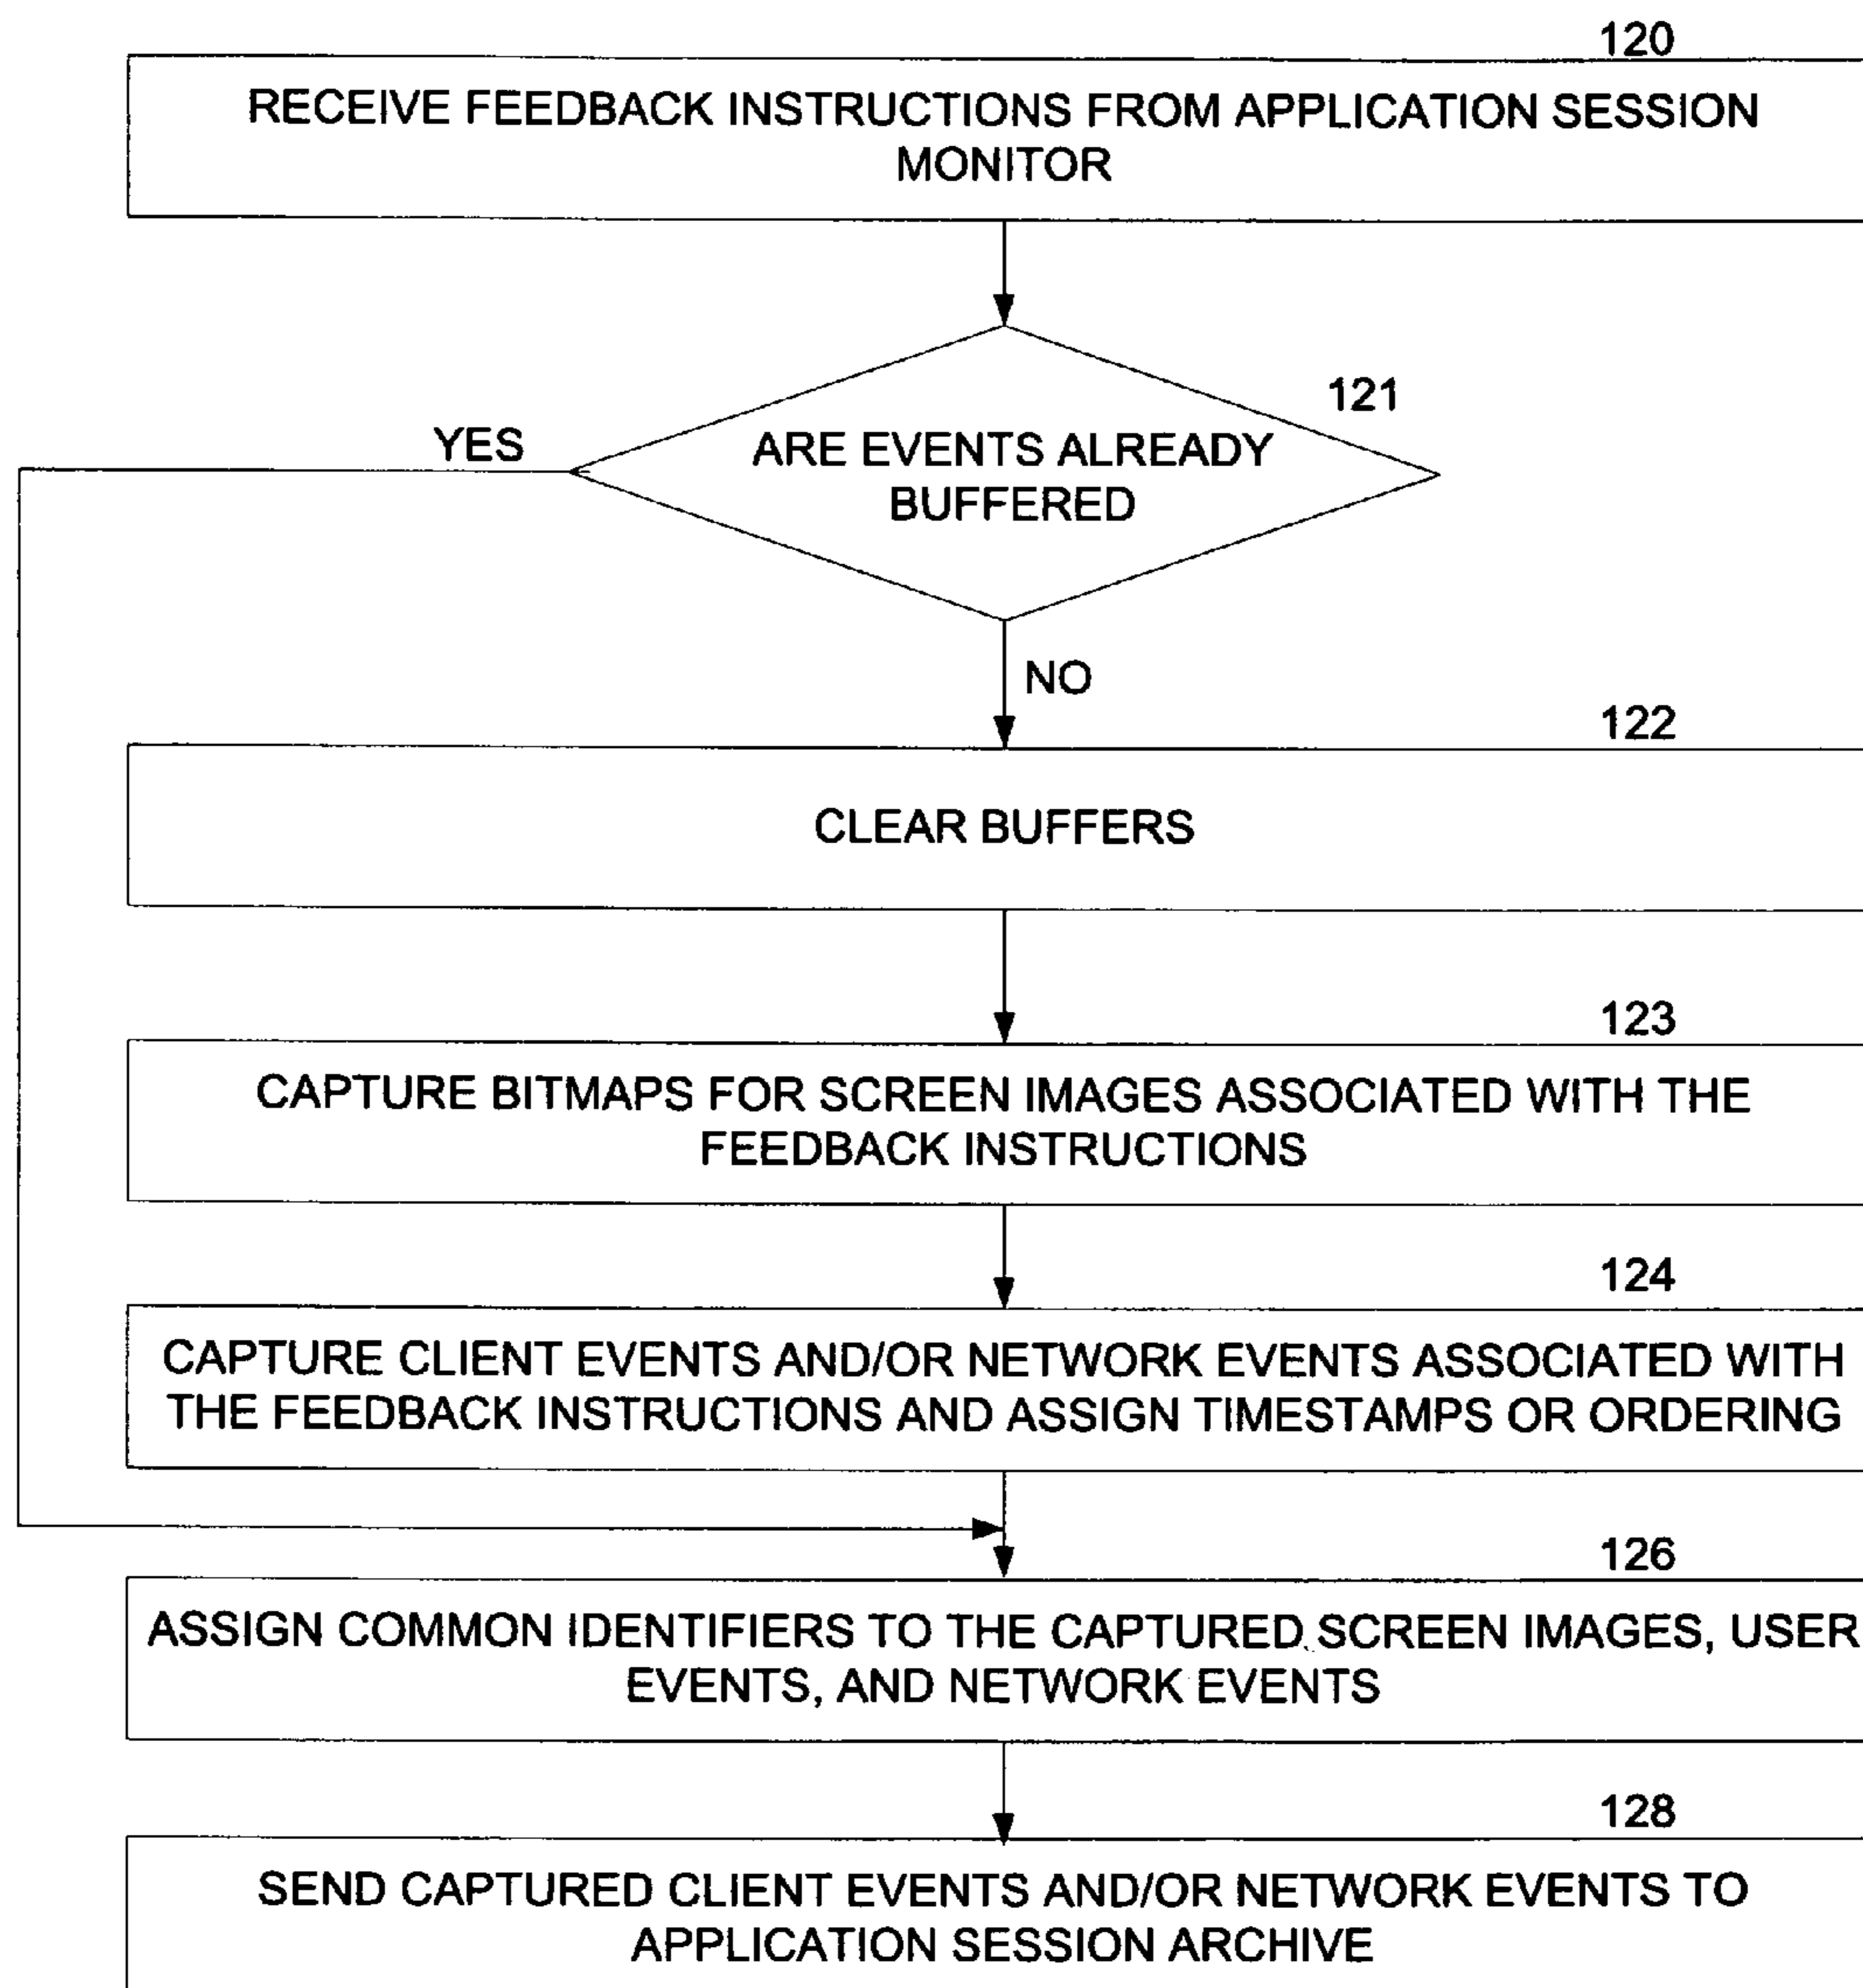 120
RECEIVE FEEDBACK INSTRUCTIONS FROM APPLICATION SESSION
MONITOR
121
YES
ARE EVENTS ALREADY
BUFFERED
NO
122
CLEAR BUFFERS
123
CAPTURE BITMAPS FOR SCREEN IMAGES ASSOCIATED WITH THE
FEEDBACK INSTRUCTIONS
124
CAPTURE CLIENT EVENTS AND/OR NETWORK EVENTS ASSOCIATED WITH
THE FEEDBACK INSTRUCTIONS AND ASSIGN TIMESTAMPS OR ORDERING
126
ASSIGN COMMON IDENTIFIERS TO THE CAPTURED SCREEN IMAGES, USER
EVENTS, AND NETWORK EVENTS
128
SEND CAPTURED CLIENT EVENTS AND/OR NETWORK EVENTS TO
APPLICATION SESSION ARCHIVE